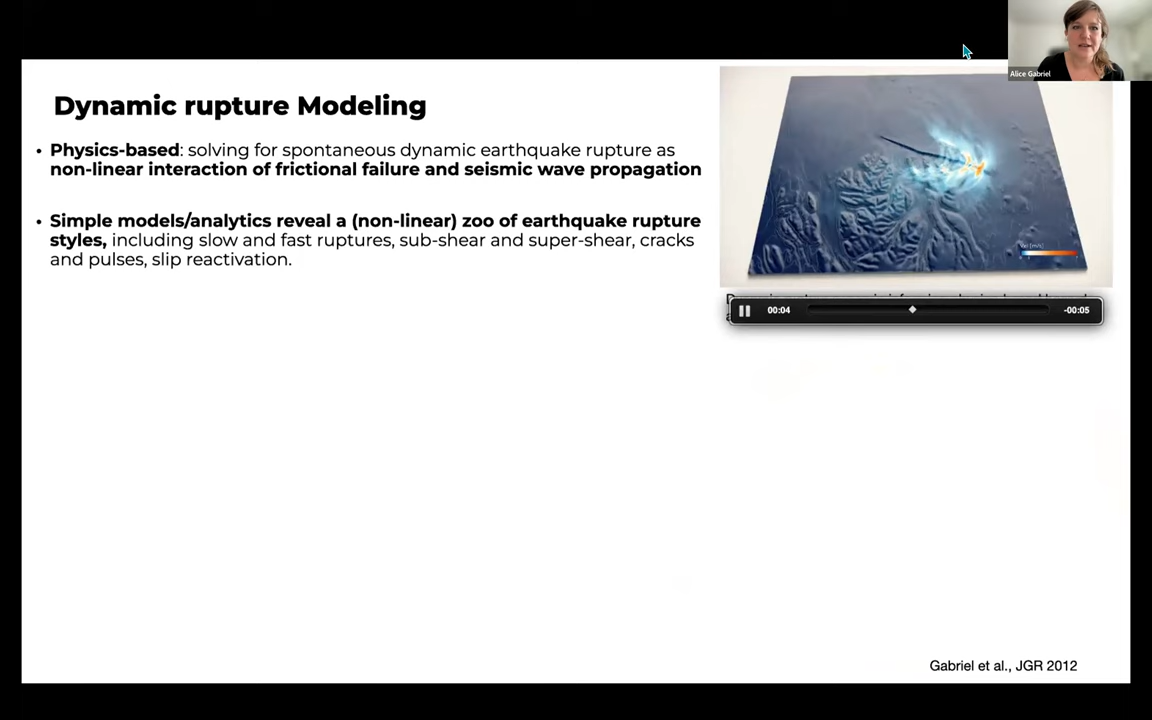 Alice Gabriel
Dynamic rupture Modeling
• Physics-based: solving for spontaneous dynamic earthquake rupture as
non-linear interaction of frictional failure and seismic wave propagation
• Simple models/analytics reveal a (non-linear) zoo of earthquake rupture
styles, including slow and fast ruptures, sub-shear and super-shear, cracks
and pulses, slip reactivation.
00:04
-00:05
Gabriel et al., JGR 2012